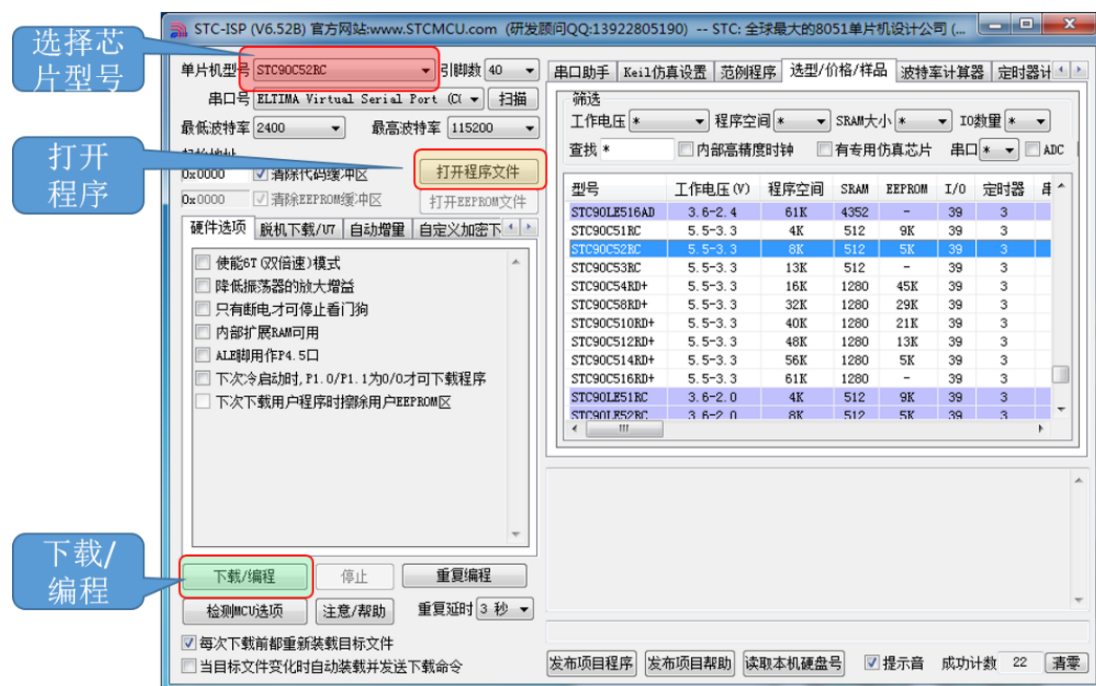 STC-ISP (V6.52B) 官方网站:www.STCMCU.com (研发顾问QQ:13922805190) -- STC: 全球最大的8051单片机设计公司 (...
选择芯
片型号
打开
程序
下载/
编程
单片机型号 STC90C52RC 引脚数 40
串口号 ELTIMA Virtual Serial Port (C 扫描
最低波特率 2400 最高波特率 115200
0x0000 清除代码缓冲区 打开程序文件
0x0000 清除EEPROM缓冲区 打开EEPROM文件
硬件选项 脱机下载/U7 自动增量 自定义加密下
使能6T(双倍速)模式
降低振荡器的放大增益
只有断电才可停止看门狗
内部扩展RAM可用
ALE脚用作P4.5口
下次冷启动时,P1.0/P1.1为0/0才可下载程序
下次下载用户程序时擦除用户EEPROM区
下载/编程 停止 重复编程
检测MCU选项 注意/帮助 重复延时 3 秒
每次下载前都重新装载目标文件
当目标文件变化时自动装载并发送下载命令
串口助手 Keil仿真设置 范例程序 选型/价格/样品 波特率计算器 定时器计
筛选
工作电压 * 程序空间 * SRAM大小 * IO数量 *
查找 * 内部高精度时钟 有专用仿真芯片 串口 * ADC
型号 工作电压(V) 程序空间 SRAM EEPROM I/O 定时器
STC90LE516AD 3.6-2.4 61K 4352 - 39 3
STC90C51RC 5.5-3.3 4K 512 9K 39 3
STC90C52RC 5.5-3.3 8K 512 5K 39 3
STC90C53RC 5.5-3.3 13K 512 - 39 3
STC90C54RD+ 5.5-3.3 16K 1280 45K 39 3
STC90C58RD+ 5.5-3.3 32K 1280 29K 39 3
STC90C510RD+ 5.5-3.3 40K 1280 21K 39 3
STC90C512RD+ 5.5-3.3 48K 1280 13K 39 3
STC90C514RD+ 5.5-3.3 56K 1280 5K 39 3
STC90C516RD+ 5.5-3.3 61K 1280 - 39 3
STC90LE51RC 3.6-2.0 4K 512 9K 39 3
STC90LE52RC 3.6-2.0 8K 512 5K 39 3
发布项目程序 发布项目帮助 读取本机硬盘号 提示音 成功计数 22 清零